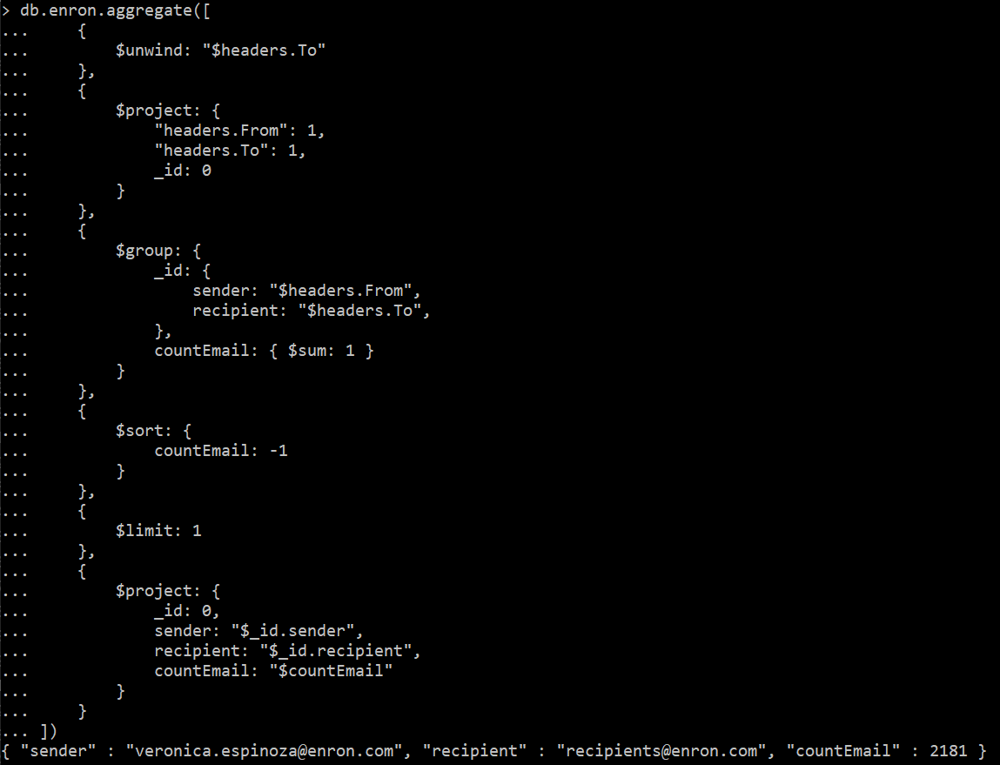 > db.enron.aggregate([
...     {
...         $unwind: "$headers.To"
...     },
...     {
...         $project: {
...             "headers.From": 1,
...             "headers.To": 1,
...             _id: 0
...         }
...     },
...     {
...         $group: {
...             _id: {
...                 sender: "$headers.From",
...                 recipient: "$headers.To",
...             },
...             countEmail: { $sum: 1 }
...         }
...     },
...     {
...         $sort: {
...             countEmail: -1
...         }
...     },
...     {
...         $limit: 1
...     },
...     {
...         $project: {
...             _id: 0,
...             sender: "$_id.sender",
...             recipient: "$_id.recipient",
...             countEmail: "$countEmail"
...         }
...     }
... ])
{ "sender" : "veronica.espinoza@enron.com", "recipient" : "recipients@enron.com", "countEmail" : 2181 }